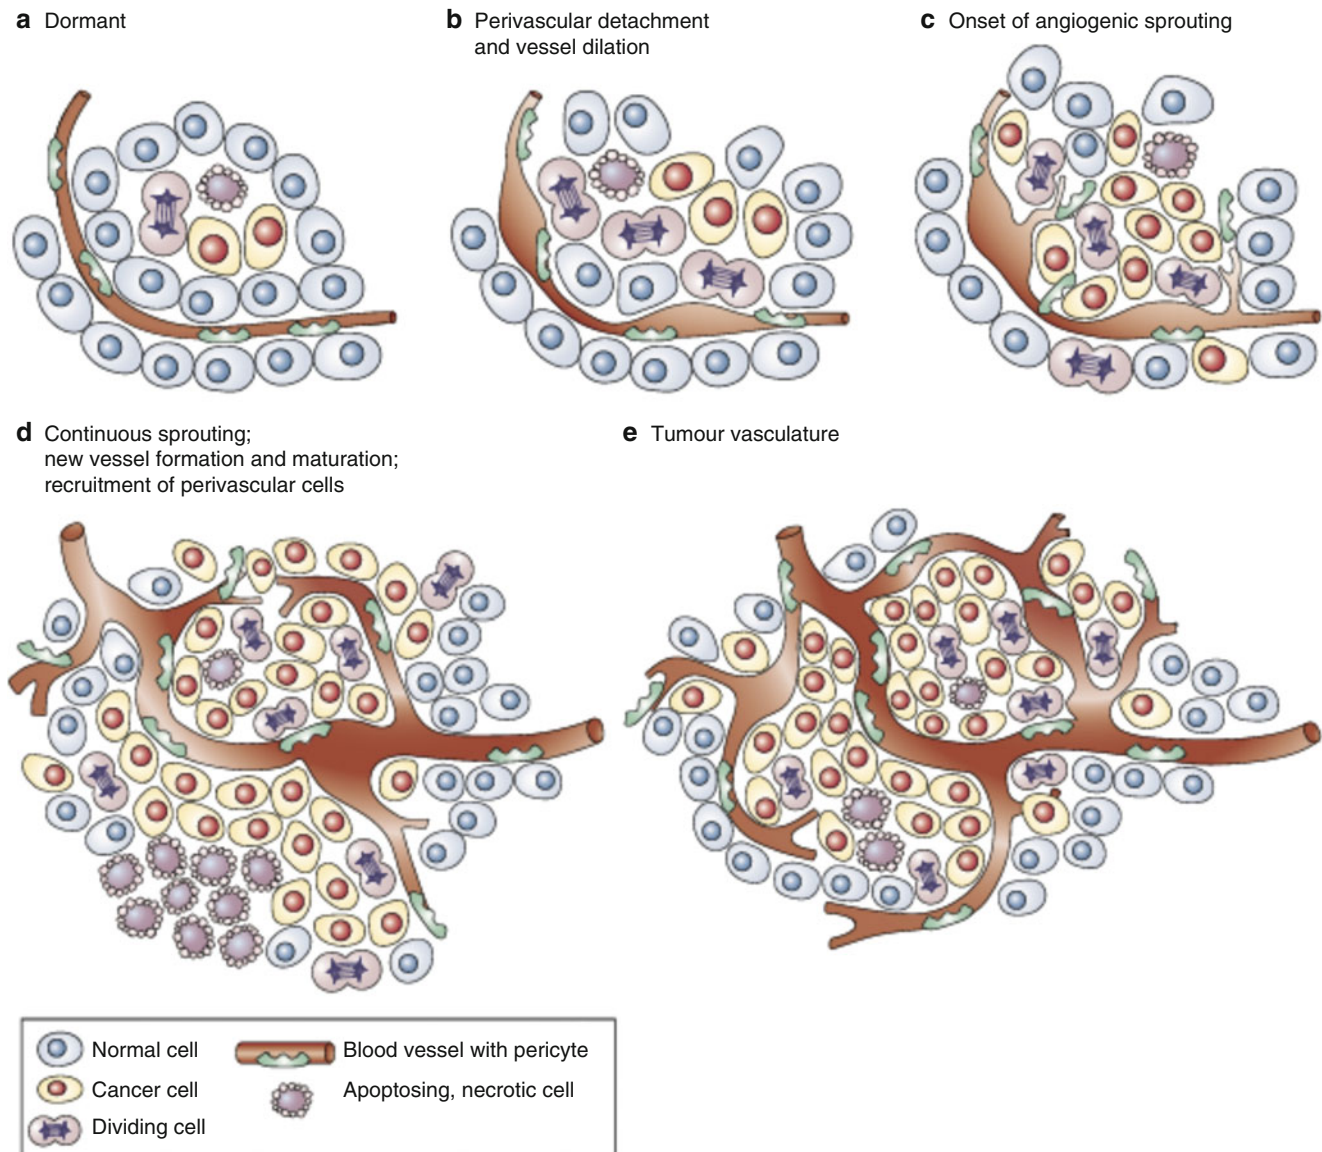 a Dormant
b Perivascular detachment
and vessel dilation
c Onset of angiogenic sprouting
d Continuous sprouting;
new vessel formation and maturation;
recruitment of perivascular cells
e Tumour vasculature
Normal cell
Blood vessel with pericyte
Cancer cell
Apoptosing, necrotic cell
Dividing cell